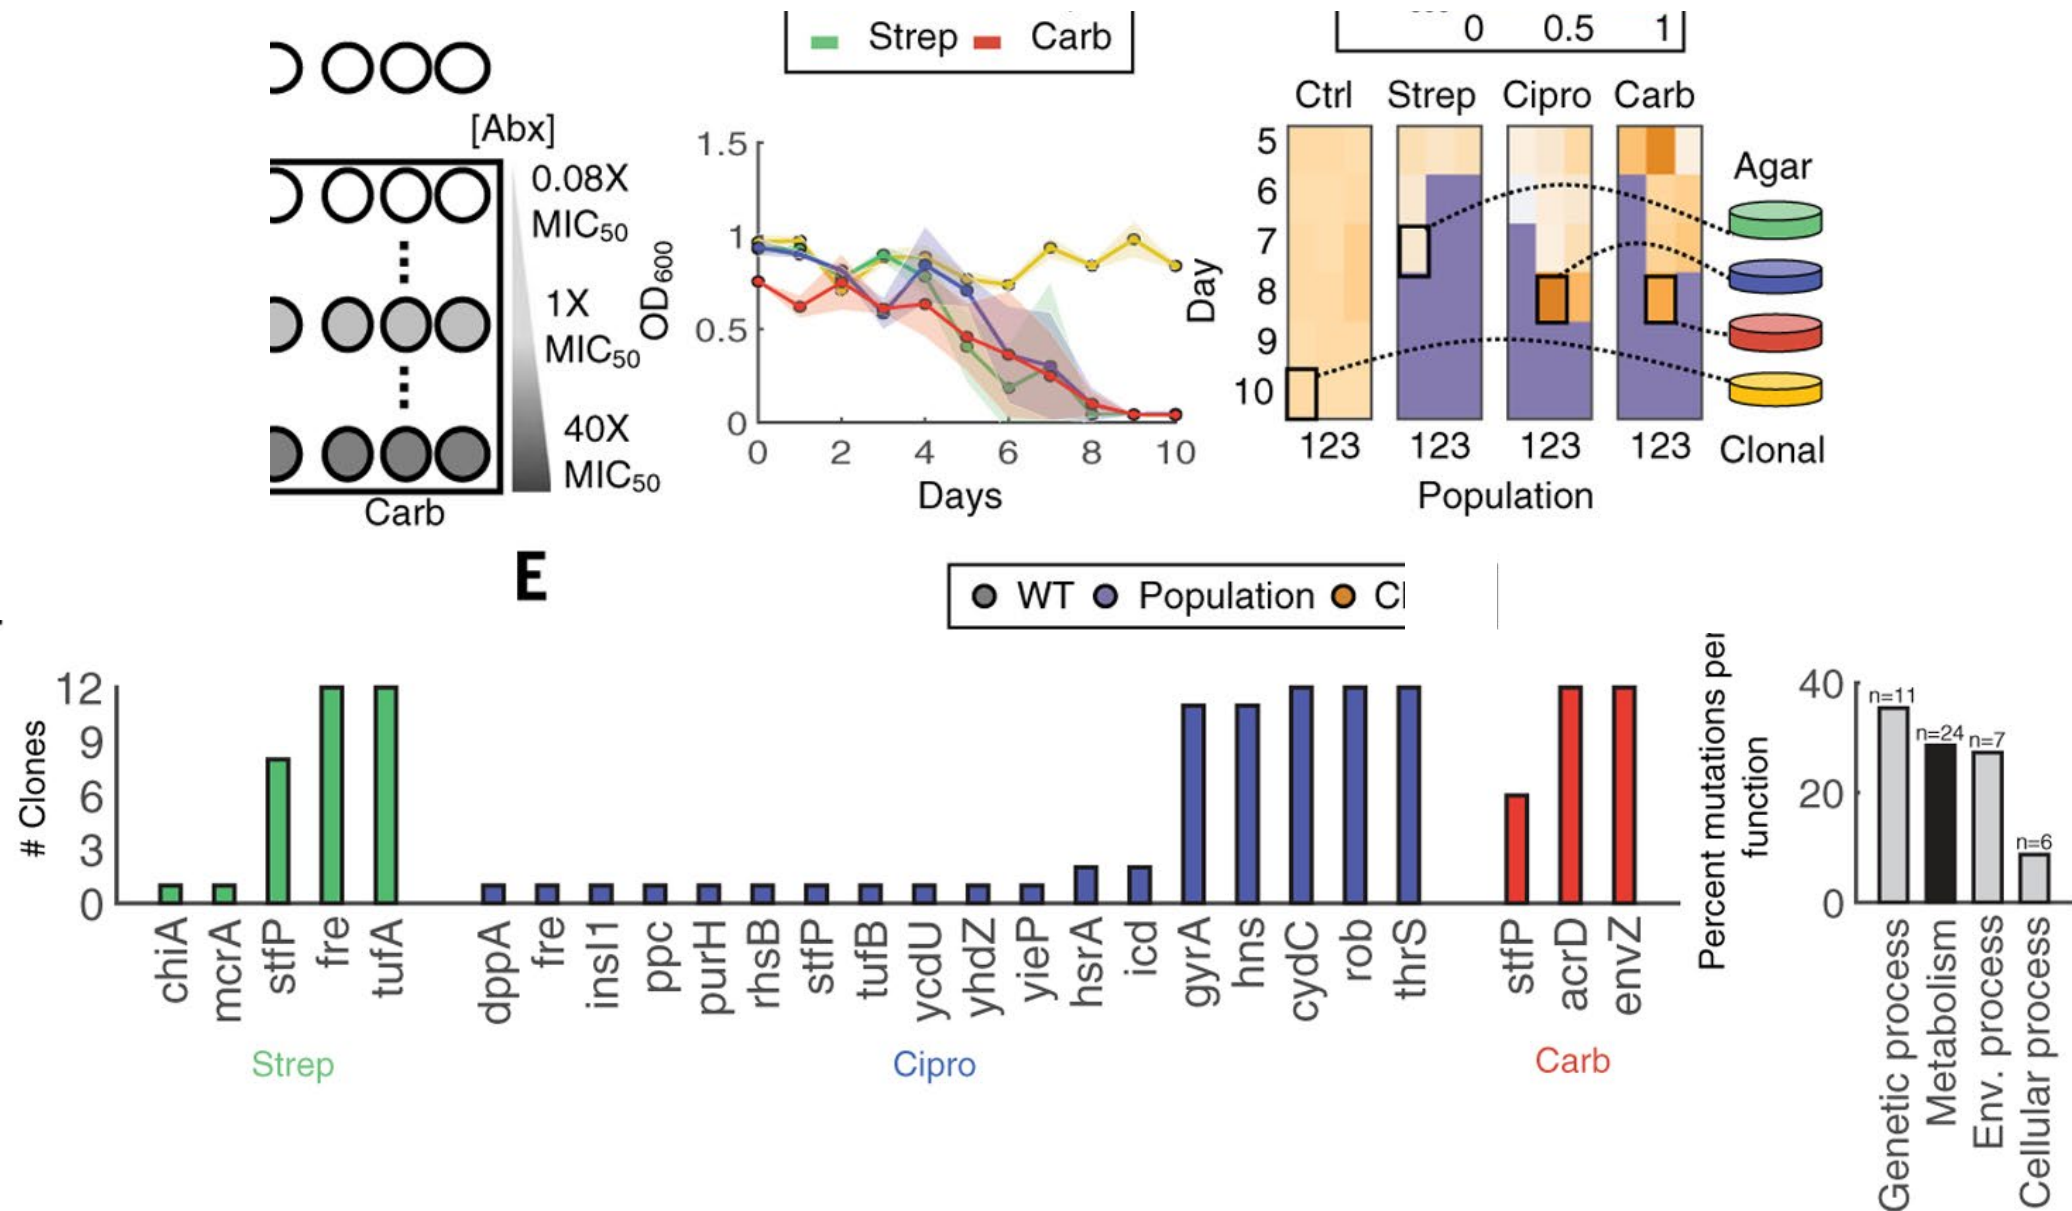 [Abx]
0.08X
MIC50
1X
MIC50
40X
MIC50
Carb
Strep Carb
1.5
1
0.5
0
OD600
0 2 4 6 8 10
Days
0 0.5 1
Ctrl Strep Cipro Carb
5
6
7
8
9
10
Day
123 123 123 123
Population
Agar
Clonal
E
WT Population
# Clones
12
9
6
3
0
chiA
mcrA
stfP
fre
tufA
dppA
fre
insI1
ppc
purH
rhsB
stfP
tufB
ycdU
yhdZ
yieP
hsrA
icd
gyrA
hns
cydC
rob
thrS
stfP
acrD
envZ
Strep
Cipro
Carb
Percent mutations per
function
40
20
0
n=11
n=24
n=7
n=6
Genetic process
Metabolism
Env. process
Cellular process